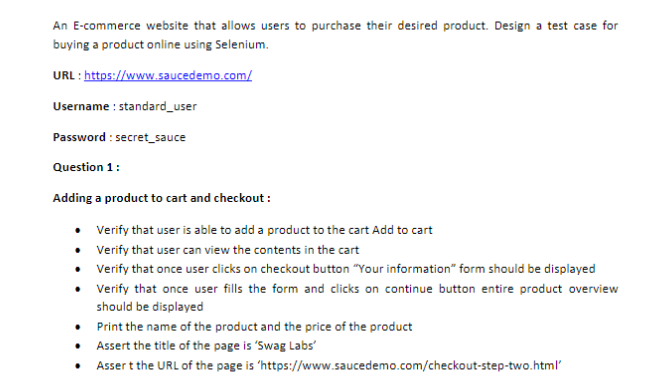 An E-commerce website that allows users to purchase their desired product. Design a test case for
buying a product online using Selenium.
URL : https://www.saucedemo.com/
Username : standard_user
Password : secret_sauce
Question 1 :
Adding a product to cart and checkout :
• Verify that user is able to add a product to the cart Add to cart
• Verify that user can view the contents in the cart
• Verify that once user clicks on checkout button “Your information” form should be displayed
• Verify that once user fills the form and clicks on continue button entire product overview
should be displayed
• Print the name of the product and the price of the product
• Assert the title of the page is ‘Swag Labs’
• Asser t the URL of the page is ‘https://www.saucedemo.com/checkout-step-two.html’